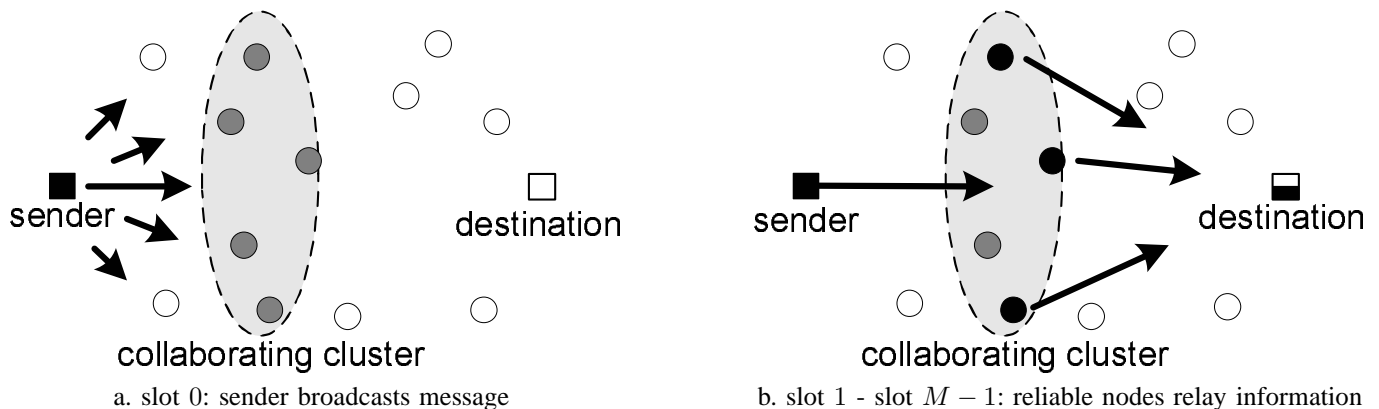 sender
destination
collaborating cluster
a. slot 0: sender broadcasts message
sender
destination
collaborating cluster
b. slot 1 - slot M − 1: reliable nodes relay information